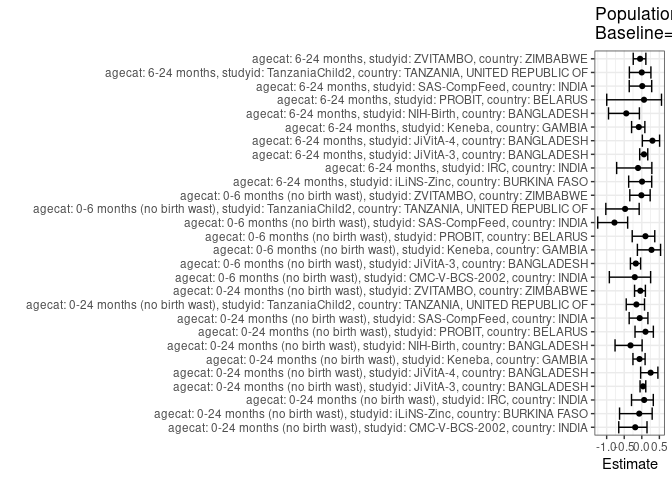 Population
Baseline=
agecat: 6-24 months, studyid: ZVITAMBO, country: ZIMBABWE
agecat: 6-24 months, studyid: TanzaniaChild2, country: TANZANIA, UNITED REPUBLIC OF
agecat: 6-24 months, studyid: SAS-CompFeed, country: INDIA
agecat: 6-24 months, studyid: PROBIT, country: BELARUS
agecat: 6-24 months, studyid: NIH-Birth, country: BANGLADESH
agecat: 6-24 months, studyid: Keneba, country: GAMBIA
agecat: 6-24 months, studyid: JiVitA-4, country: BANGLADESH
agecat: 6-24 months, studyid: JiVitA-3, country: BANGLADESH
agecat: 6-24 months, studyid: IRC, country: INDIA
agecat: 6-24 months, studyid: iLiNS-Zinc, country: BURKINA FASO
agecat: 0-6 months (no birth wast), studyid: ZVITAMBO, country: ZIMBABWE
agecat: 0-6 months (no birth wast), studyid: TanzaniaChild2, country: TANZANIA, UNITED REPUBLIC OF
agecat: 0-6 months (no birth wast), studyid: SAS-CompFeed, country: INDIA
agecat: 0-6 months (no birth wast), studyid: PROBIT, country: BELARUS
agecat: 0-6 months (no birth wast), studyid: Keneba, country: GAMBIA
agecat: 0-6 months (no birth wast), studyid: JiVitA-3, country: BANGLADESH
agecat: 0-6 months (no birth wast), studyid: CMC-V-BCS-2002, country: INDIA
agecat: 0-24 months (no birth wast), studyid: ZVITAMBO, country: ZIMBABWE
agecat: 0-24 months (no birth wast), studyid: TanzaniaChild2, country: TANZANIA, UNITED REPUBLIC OF
agecat: 0-24 months (no birth wast), studyid: SAS-CompFeed, country: INDIA
agecat: 0-24 months (no birth wast), studyid: PROBIT, country: BELARUS
agecat: 0-24 months (no birth wast), studyid: NIH-Birth, country: BANGLADESH
agecat: 0-24 months (no birth wast), studyid: Keneba, country: GAMBIA
agecat: 0-24 months (no birth wast), studyid: JiVitA-4, country: BANGLADESH
agecat: 0-24 months (no birth wast), studyid: JiVitA-3, country: BANGLADESH
agecat: 0-24 months (no birth wast), studyid: IRC, country: INDIA
agecat: 0-24 months (no birth wast), studyid: iLiNS-Zinc, country: BURKINA FASO
agecat: 0-24 months (no birth wast), studyid: CMC-V-BCS-2002, country: INDIA
-1.0 -0.5 0.0 0.5
Estimate